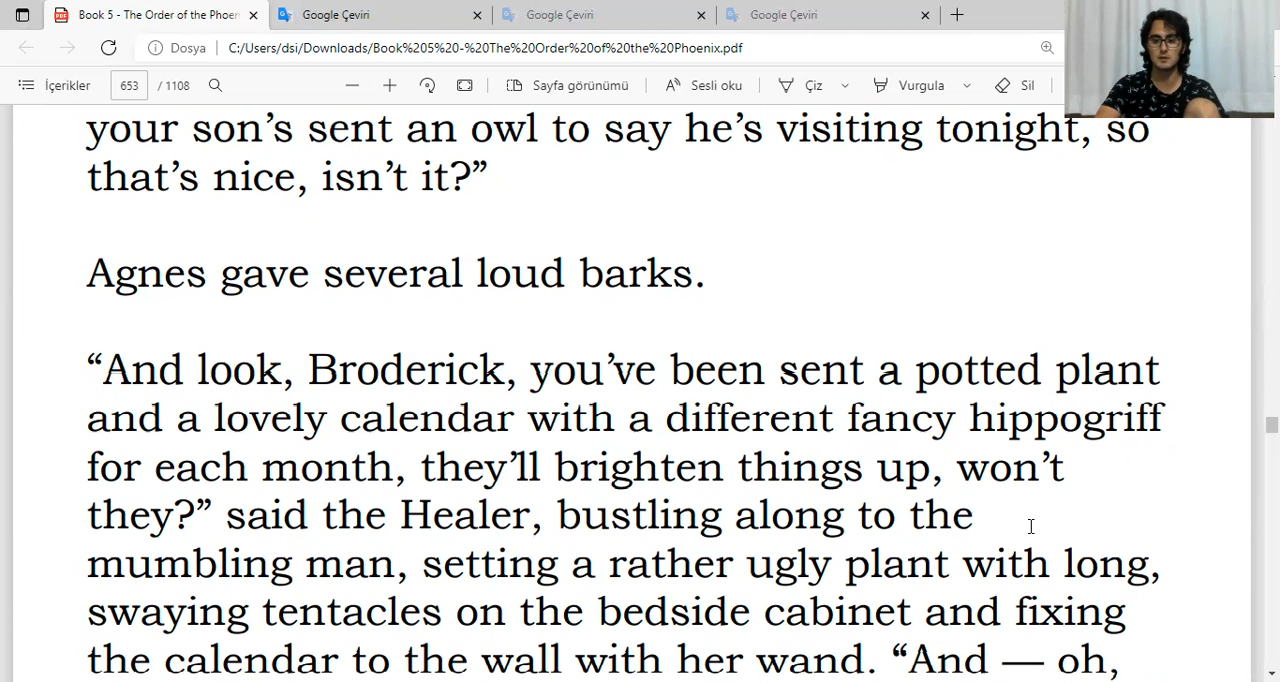 Book 5 - The Order of the Phoen
Google Çeviri
Google Çeviri
Google Çeviri
Dosya
C:/Users/dsi/Downloads/Book%205%20-%20The%20Order%20of%20the%20Phoenix.pdf
İçerikler
653 / 1108
Sayfa görünümü
Sesli oku
Çiz
Vurgula
Sil
your son’s sent an owl to say he’s visiting tonight, so
that’s nice, isn’t it?”
Agnes gave several loud barks.
“And look, Broderick, you’ve been sent a potted plant
and a lovely calendar with a different fancy hippogriff
for each month, they’ll brighten things up, won’t
they?” said the Healer, bustling along to the
mumbling man, setting a rather ugly plant with long,
swaying tentacles on the bedside cabinet and fixing
the calendar to the wall with her wand. “And — oh,